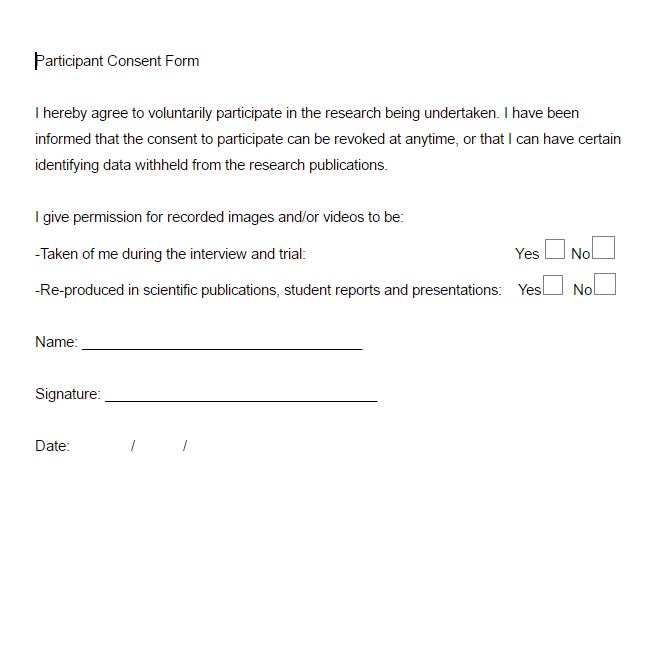 Participant Consent Form
I hereby agree to voluntarily participate in the research being undertaken. I have been
informed that the consent to participate can be revoked at anytime, or that I can have certain
identifying data withheld from the research publications.
I give permission for recorded images and/or videos to be:
-Taken of me during the interview and trial: Yes No
-Re-produced in scientific publications, student reports and presentations: Yes No
Name: ___________________________________
Signature: __________________________________
Date: / /